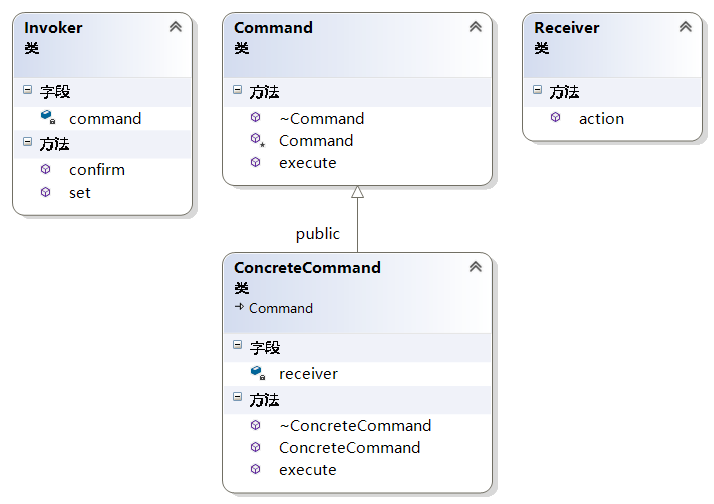 Invoker
类
字段
command
方法
confirm
set
Command
类
方法
~Command
Command
execute
Receiver
类
方法
action
public
ConcreteCommand
类
Command
字段
receiver
方法
~ConcreteCommand
ConcreteCommand
execute